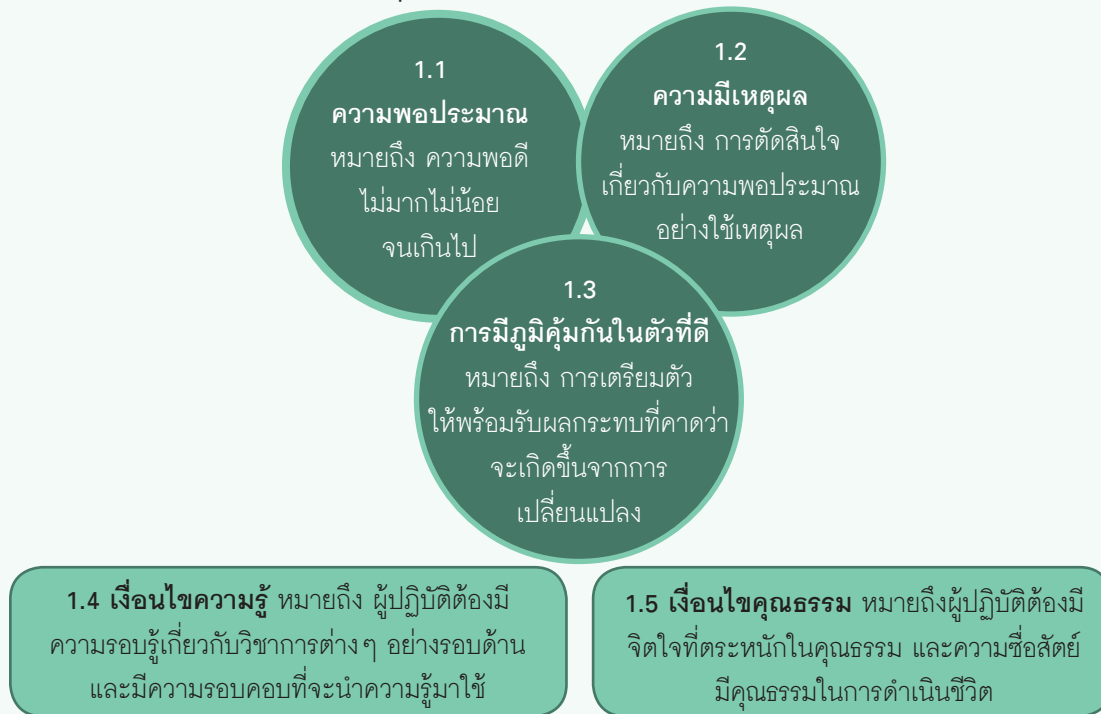 1.1
ความพอประมาณ
หมายถึง ความพอดี
ไม่มากไม่น้อย
จนเกินไป
1.2
ความมีเหตุผล
หมายถึง การตัดสินใจ
เกี่ยวกับความพอประมาณ
อย่างใช้เหตุผล
1.3
การมีภูมิคุ้มกันในตัวที่ดี
หมายถึง การเตรียมตัว
ให้พร้อมรับผลกระทบที่คาดว่า
จะเกิดขึ้นจากการ
เปลี่ยนแปลง
1.4 เงื่อนไขความรู้ หมายถึง ผู้ปฏิบัติต้องมี
ความรอบรู้เกี่ยวกับวิชาการต่างๆ อย่างรอบด้าน
และมีความรอบคอบที่จะนำความรู้มาใช้
1.5 เงื่อนไขคุณธรรม หมายถึงผู้ปฏิบัติต้องมี
จิตใจที่ตระหนักในคุณธรรม และความซื่อสัตย์
มีคุณธรรมในการดำเนินชีวิต